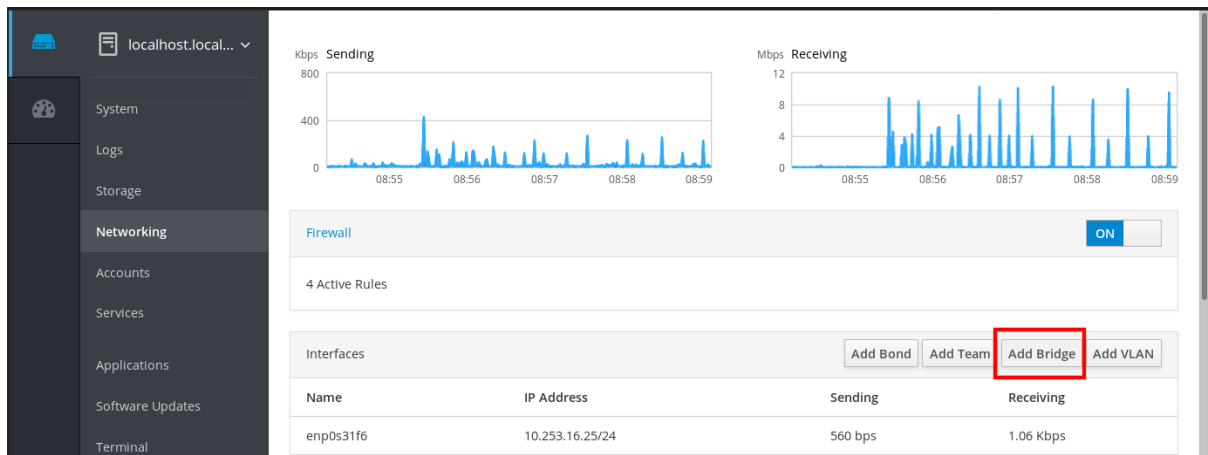 localhost.local...
System
Logs
Storage
Networking
Accounts
Services
Applications
Software Updates
Terminal
Kbps Sending
800
400
0
08:55 08:56 08:57 08:58 08:59
Mbps Receiving
12
8
4
0
08:55 08:56 08:57 08:58 08:59
Firewall ON
4 Active Rules
Interfaces Add Bond Add Team Add Bridge Add VLAN
Name IP Address Sending Receiving
enp0s31f6 10.253.16.25/24 560 bps 1.06 Kbps